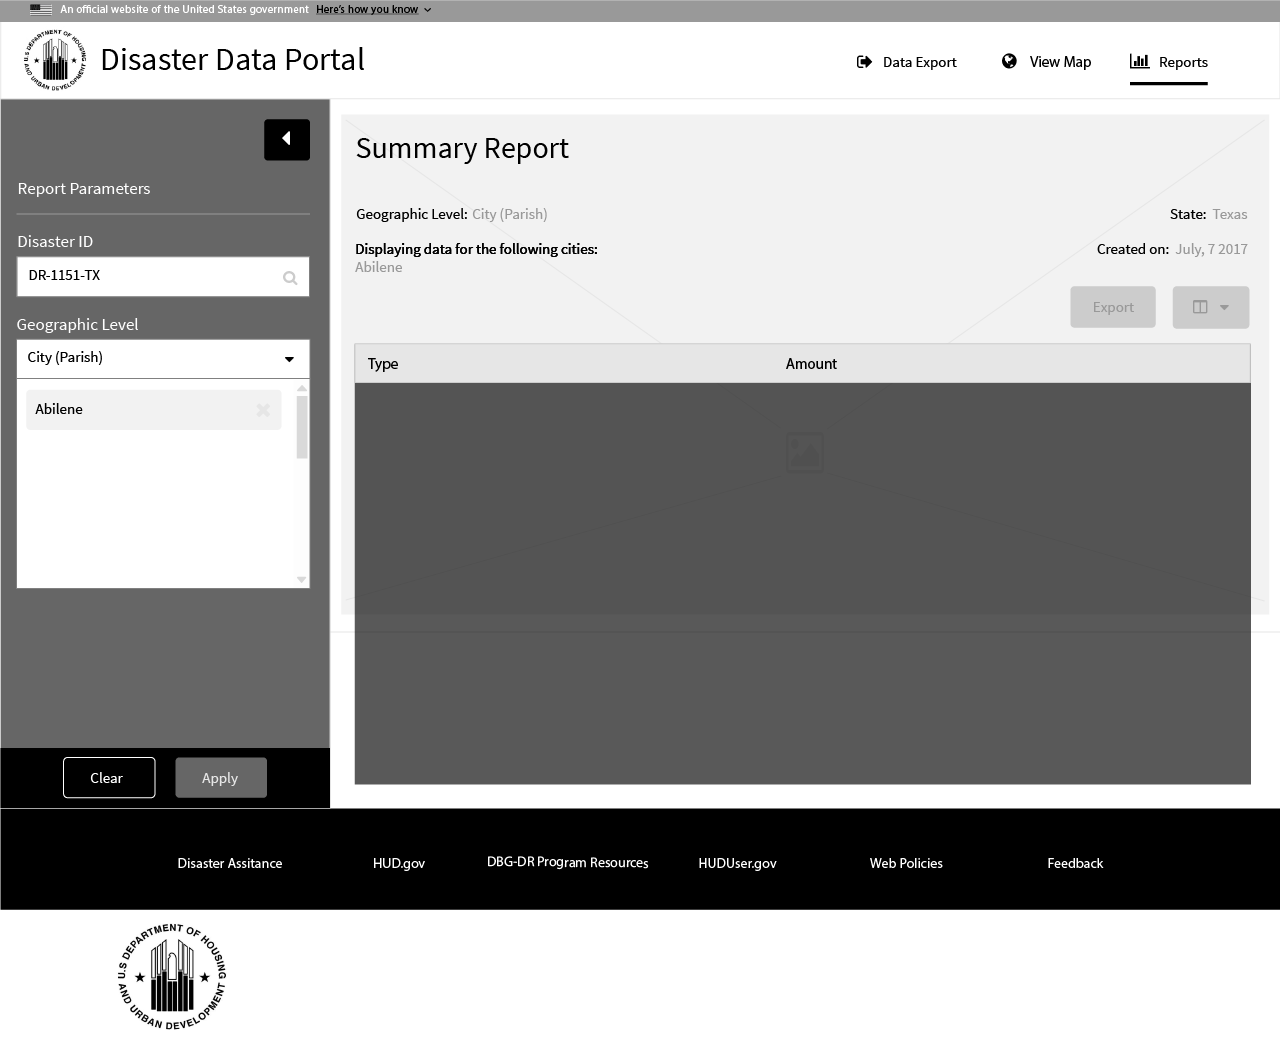 An official website of the United States government Here's how you know
U.S DEPARTMENT OF HOUSING AND URBAN DEVELOPMENT
Disaster Data Portal
Data Export
View Map
Reports
Report Parameters
Disaster ID
DR-1151-TX
Geographic Level
City (Parish)
Abilene
Clear
Apply
Summary Report
Geographic Level: City (Parish)
State: Texas
Displaying data for the following cities:
Created on: July, 7 2017
Abilene
Export
Type
Amount
Disaster Assitance
HUD.gov
DBG-DR Program Resources
HUDUser.gov
Web Policies
Feedback
U.S DEPARTMENT OF HOUSING
AND URBAN DEVELOPMENT